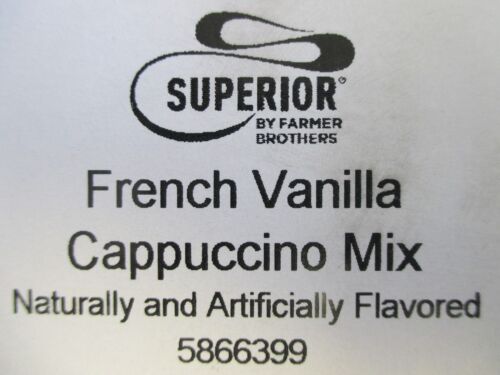 SUPERIOR®
BY FARMER
BROTHERS
French Vanilla
Cappuccino Mix
Naturally and Artificially Flavored
5866399